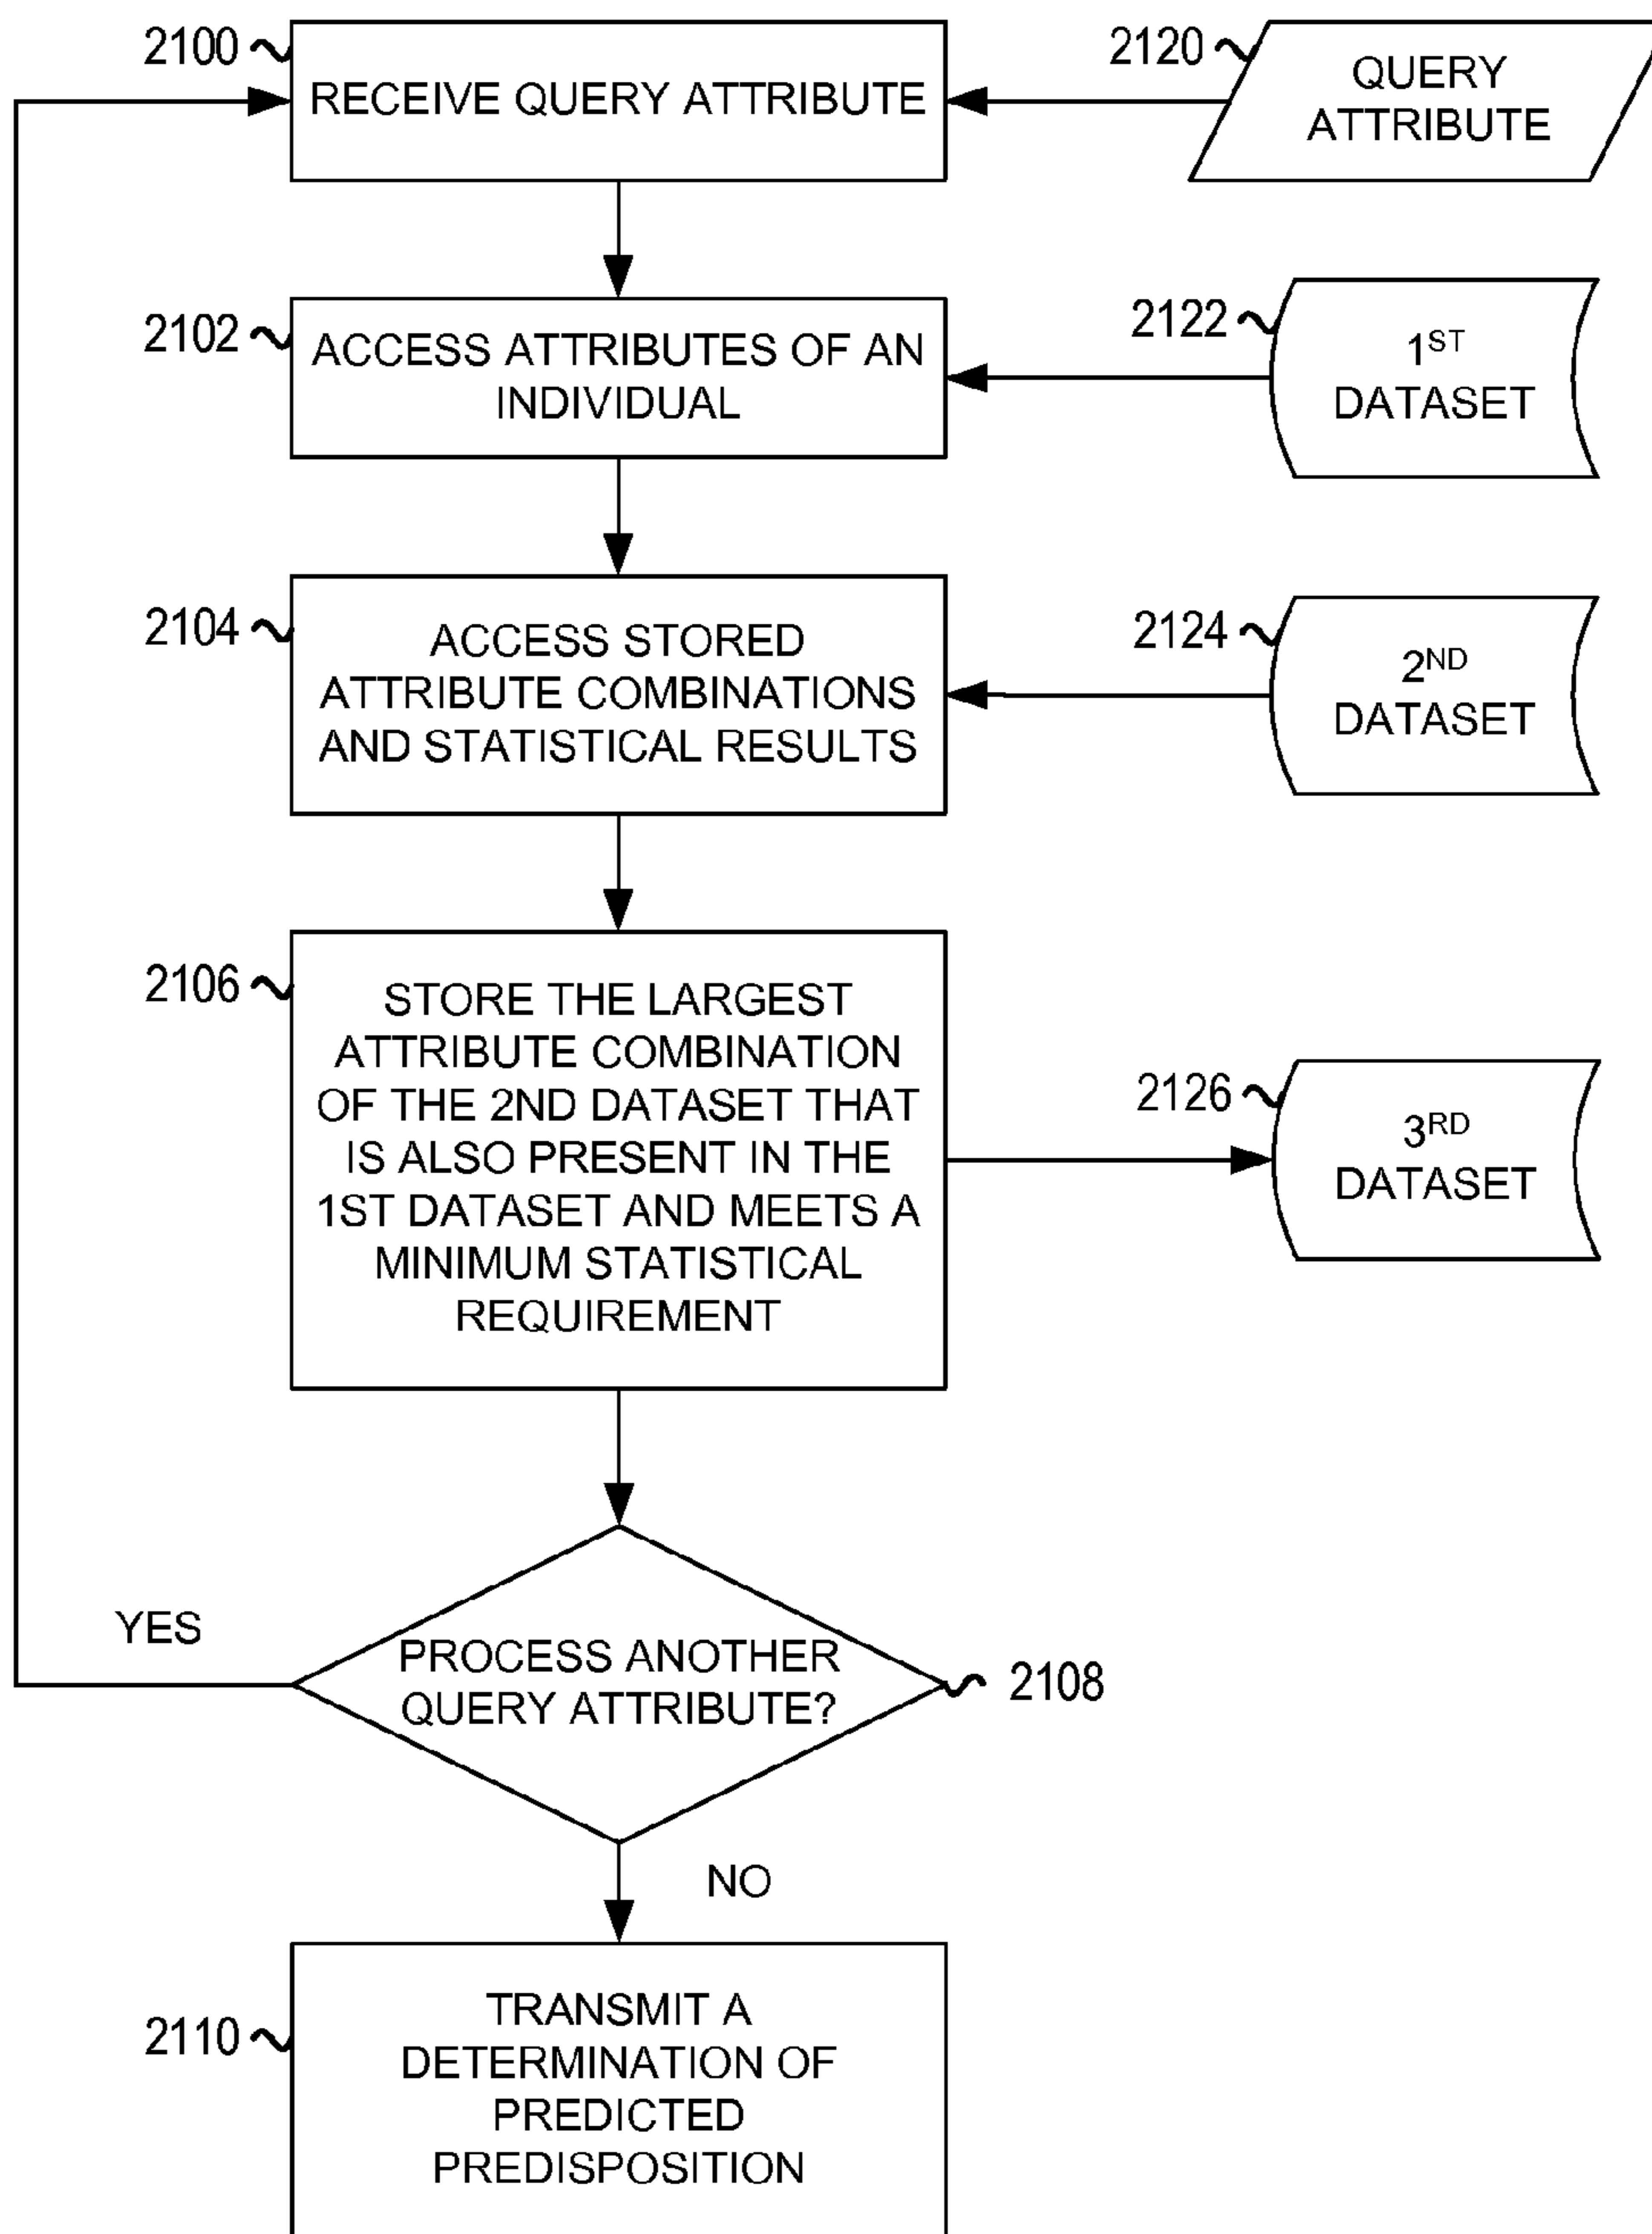 2100
RECEIVE QUERY ATTRIBUTE
2120
QUERY
ATTRIBUTE
2102
ACCESS ATTRIBUTES OF AN
INDIVIDUAL
2122
1ST
DATASET
2104
ACCESS STORED
ATTRIBUTE COMBINATIONS
AND STATISTICAL RESULTS
2124
2ND
DATASET
2106
STORE THE LARGEST
ATTRIBUTE COMBINATION
OF THE 2ND DATASET THAT
IS ALSO PRESENT IN THE
1ST DATASET AND MEETS A
MINIMUM STATISTICAL
REQUIREMENT
2126
3RD
DATASET
YES
PROCESS ANOTHER
QUERY ATTRIBUTE?
2108
NO
2110
TRANSMIT A
DETERMINATION OF
PREDICTED
PREDISPOSITION